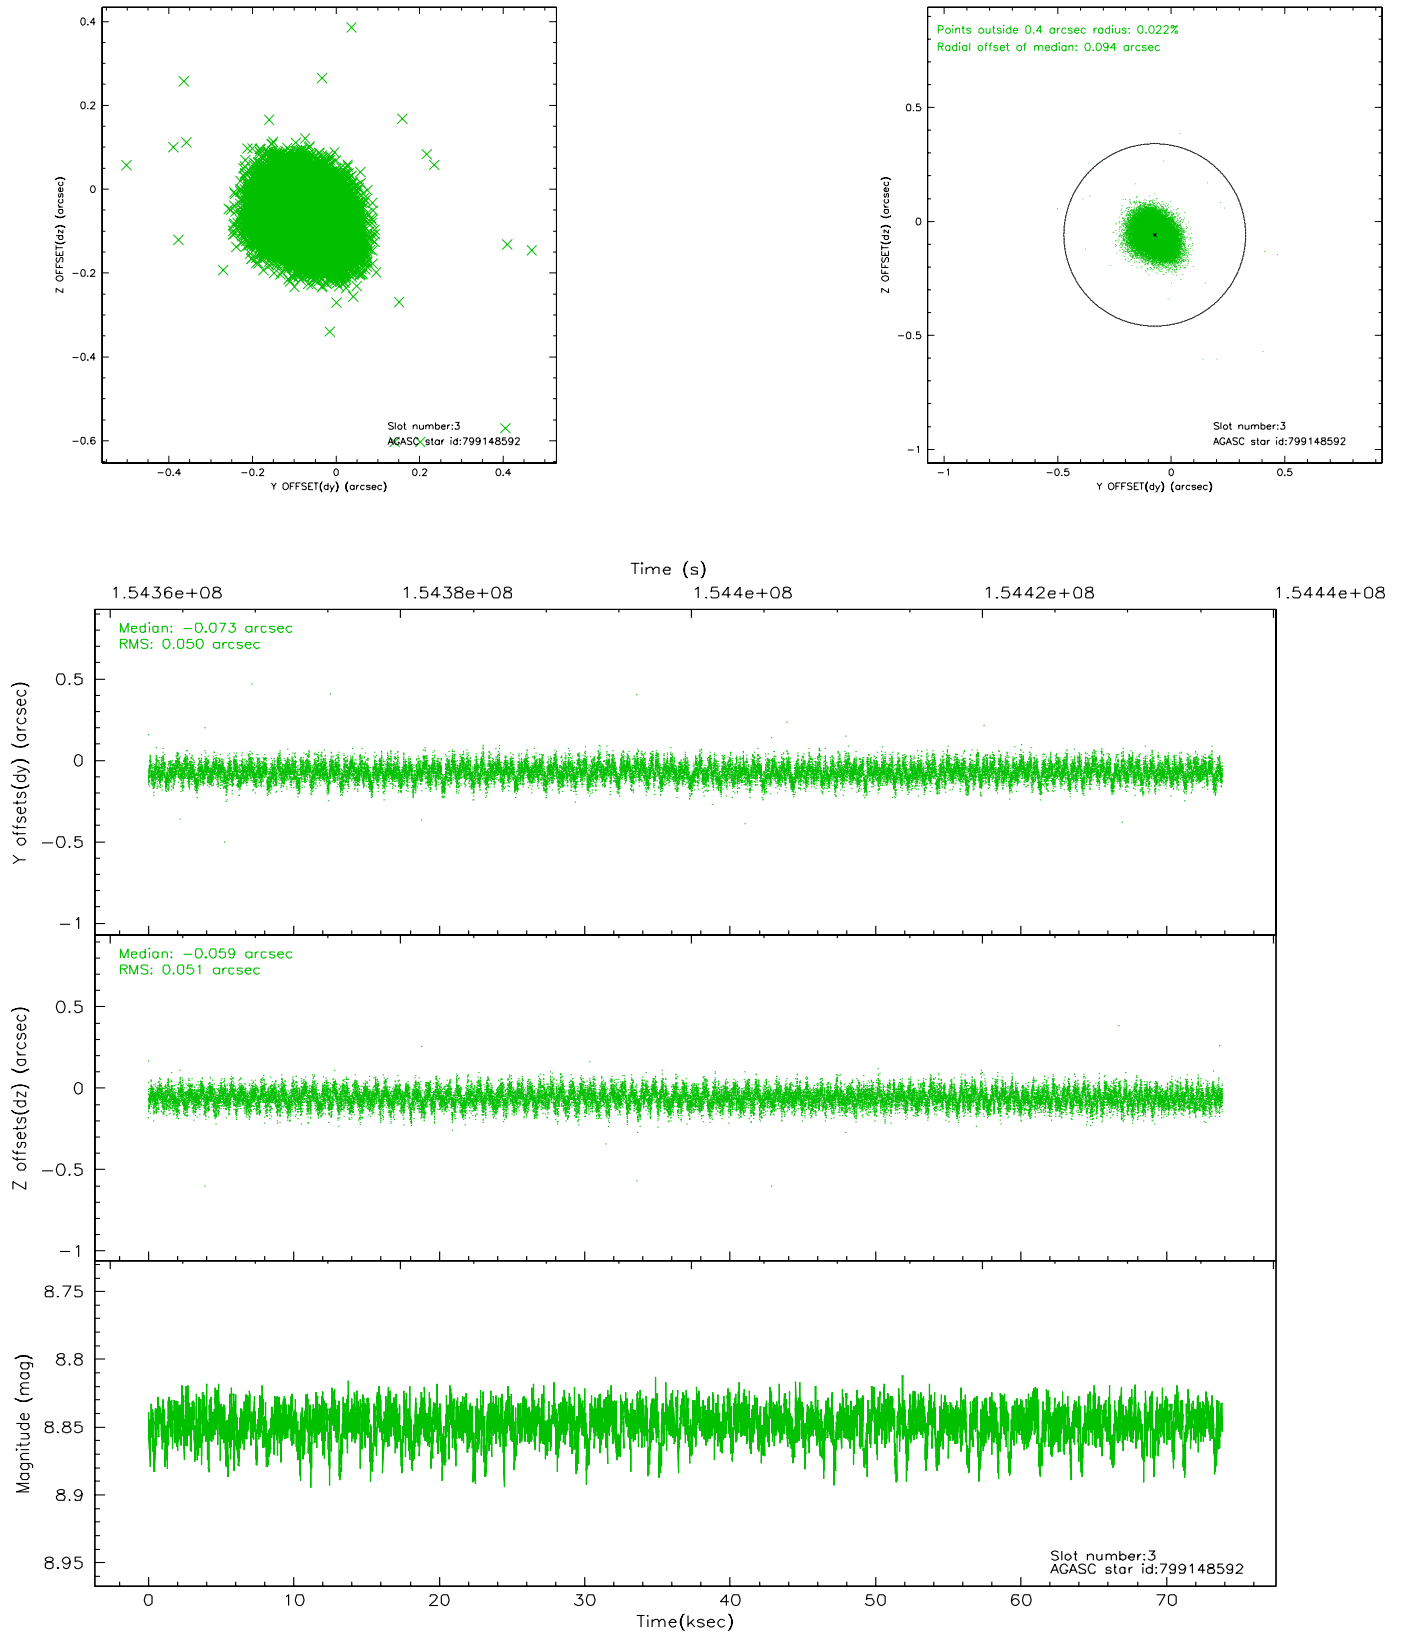 0.4
0.2
0
−0.2
−0.4
−0.6
Z OFFSET(dz) (arcsec)
Slot number:3
AGASC star id:799148592
−0.4 −0.2 0 0.2 0.4
Y OFFSET(dy) (arcsec)
Points outside 0.4 arcsec radius: 0.022%
Radial offset of median: 0.094 arcsec
0.5
0
−0.5
−1
Z OFFSET(dz) (arcsec)
Slot number:3
AGASC star id:799148592
−1 −0.5 0 0.5
Y OFFSET(dy) (arcsec)
Time (s)
1.5436e+08 1.5438e+08 1.544e+08 1.5442e+08 1.5444e+08
Median: −0.073 arcsec
RMS: 0.050 arcsec
0.5
0
−0.5
−1
Y offsets(dy) (arcsec)
Median: −0.059 arcsec
RMS: 0.051 arcsec
0.5
0
−0.5
−1
Z offsets(dz) (arcsec)
8.75
8.8
8.85
8.9
8.95
Magnitude (mag)
Slot number:3
AGASC star id:799148592
0 10 20 30 40 50 60 70
Time(ksec)